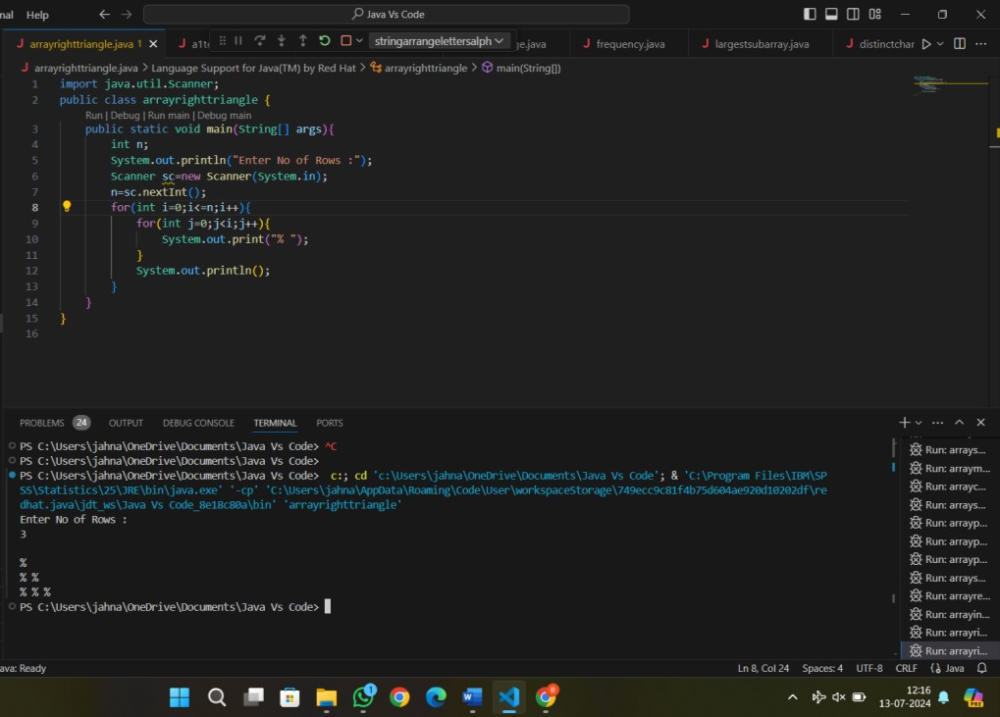 nal Help
Java Vs Code
arrayrighttriangle.java 1
stringarrangelettersalph
ge.java
frequency.java
largestsubarray.java
distinctchar
arrayrighttriangle.java > Language Support for Java(TM) by Red Hat > arrayrighttriangle > main(String[])
1 import java.util.Scanner;
2 public class arrayrighttriangle {
Run | Debug | Run main | Debug main
3 public static void main(String[] args){
4 int n;
5 System.out.println("Enter No of Rows :");
6 Scanner sc=new Scanner(System.in);
7 n=sc.nextInt();
8 for(int i=0;i<=n;i++){
9 for(int j=0;j<i;j++){
10 System.out.print("% ");
11 }
12 System.out.println();
13 }
14 }
15 }
16
PROBLEMS 24 OUTPUT DEBUG CONSOLE TERMINAL PORTS
PS C:\Users\jahna\OneDrive\Documents\Java Vs Code> ^C
PS C:\Users\jahna\OneDrive\Documents\Java Vs Code>
PS C:\Users\jahna\OneDrive\Documents\Java Vs Code> c:; cd 'c:\Users\jahna\OneDrive\Documents\Java Vs Code'; & 'C:\Program Files\IBM\SP
SS\Statistics\25\JRE\bin\java.exe' '-cp' 'C:\Users\jahna\AppData\Roaming\Code\User\workspaceStorage\749ecc9c81f4b75d604ae920d10202df\re
dhat.java\jdt_ws\Java Vs Code_8e18c80a\bin' 'arrayrighttriangle'
Enter No of Rows :
3
%
% %
% % %
PS C:\Users\jahna\OneDrive\Documents\Java Vs Code>
Run: arrays...
Run: arraym...
Run: arrayc...
Run: arrays...
Run: arrayp...
Run: arrayp...
Run: arrayp...
Run: arrays...
Run: arrayre...
Run: arrayin...
Run: arrayri...
Run: arrayri...
ava: Ready
Ln 8, Col 24 Spaces: 4 UTF-8 CRLF {} Java
12:16
13-07-2024